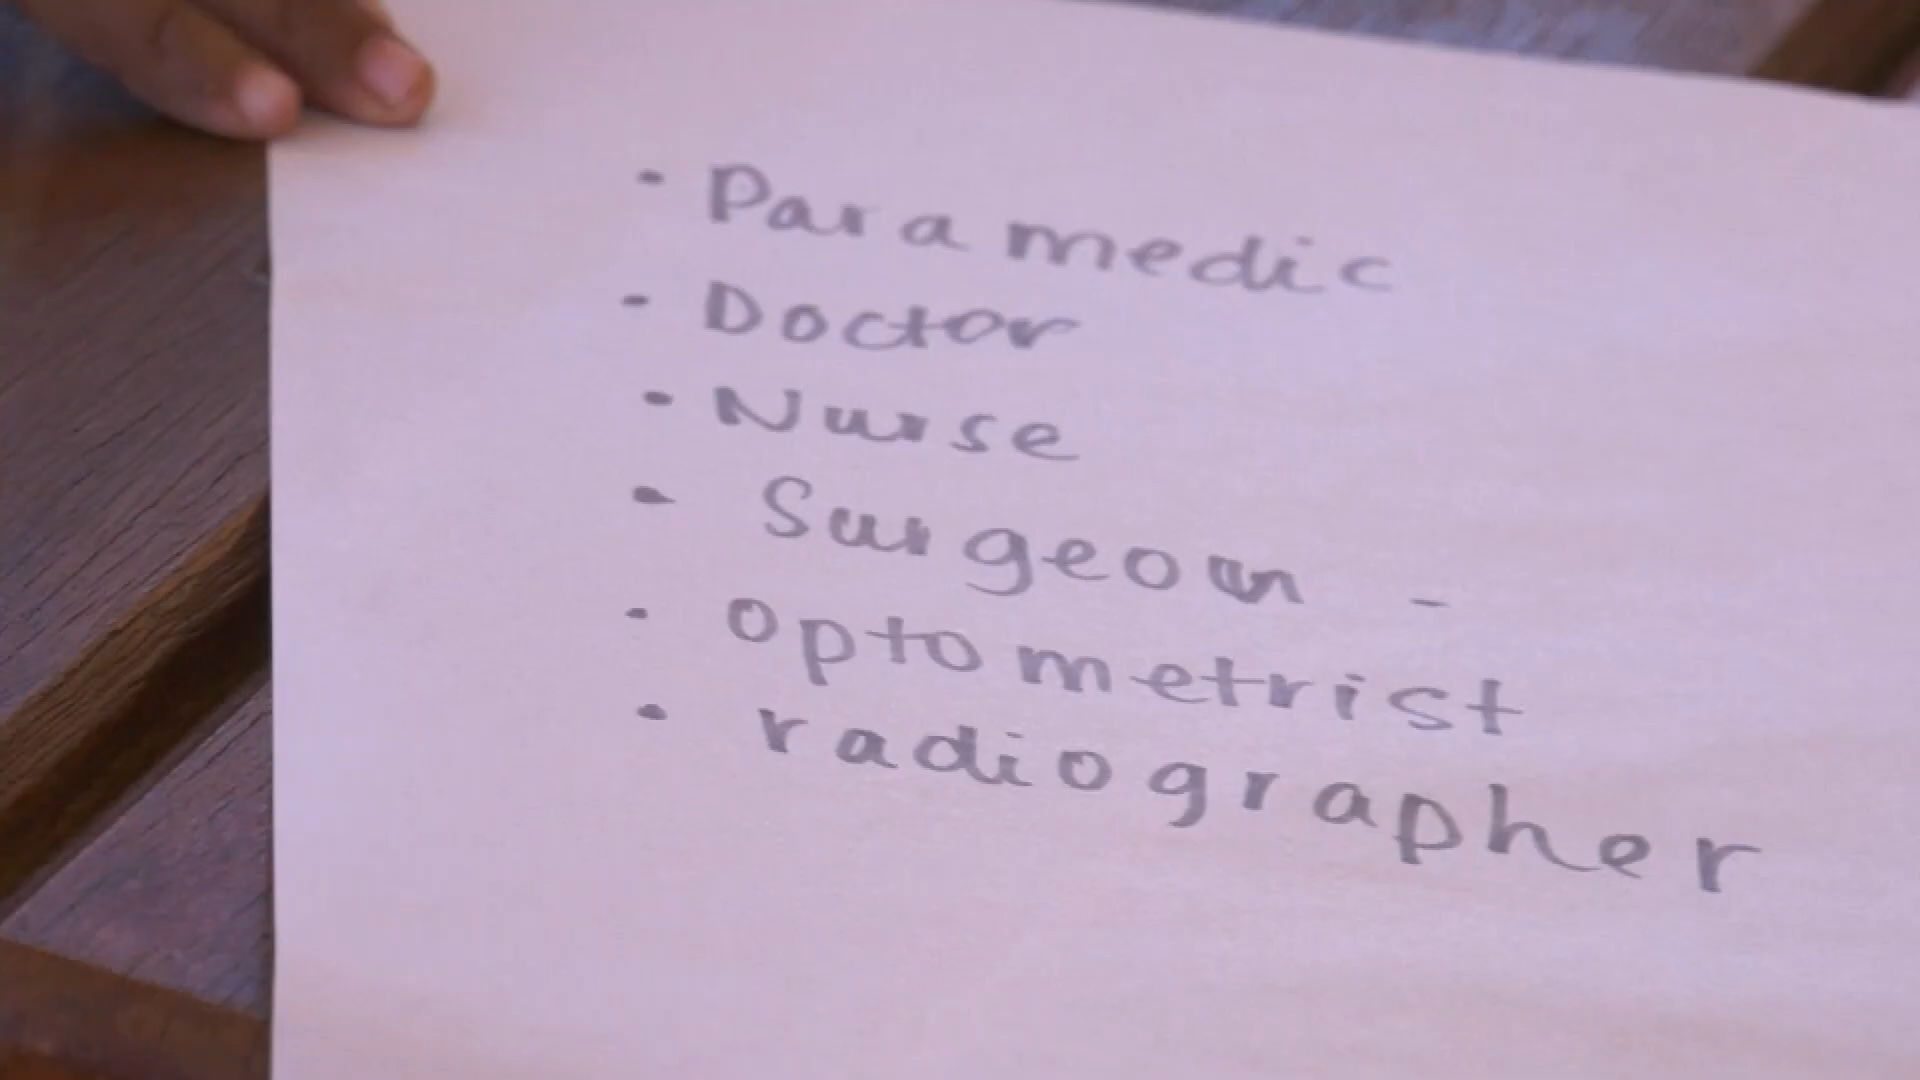 - Paramedic
- Doctor
- Nurse
- Surgeon -
- optometrist
- radiographer